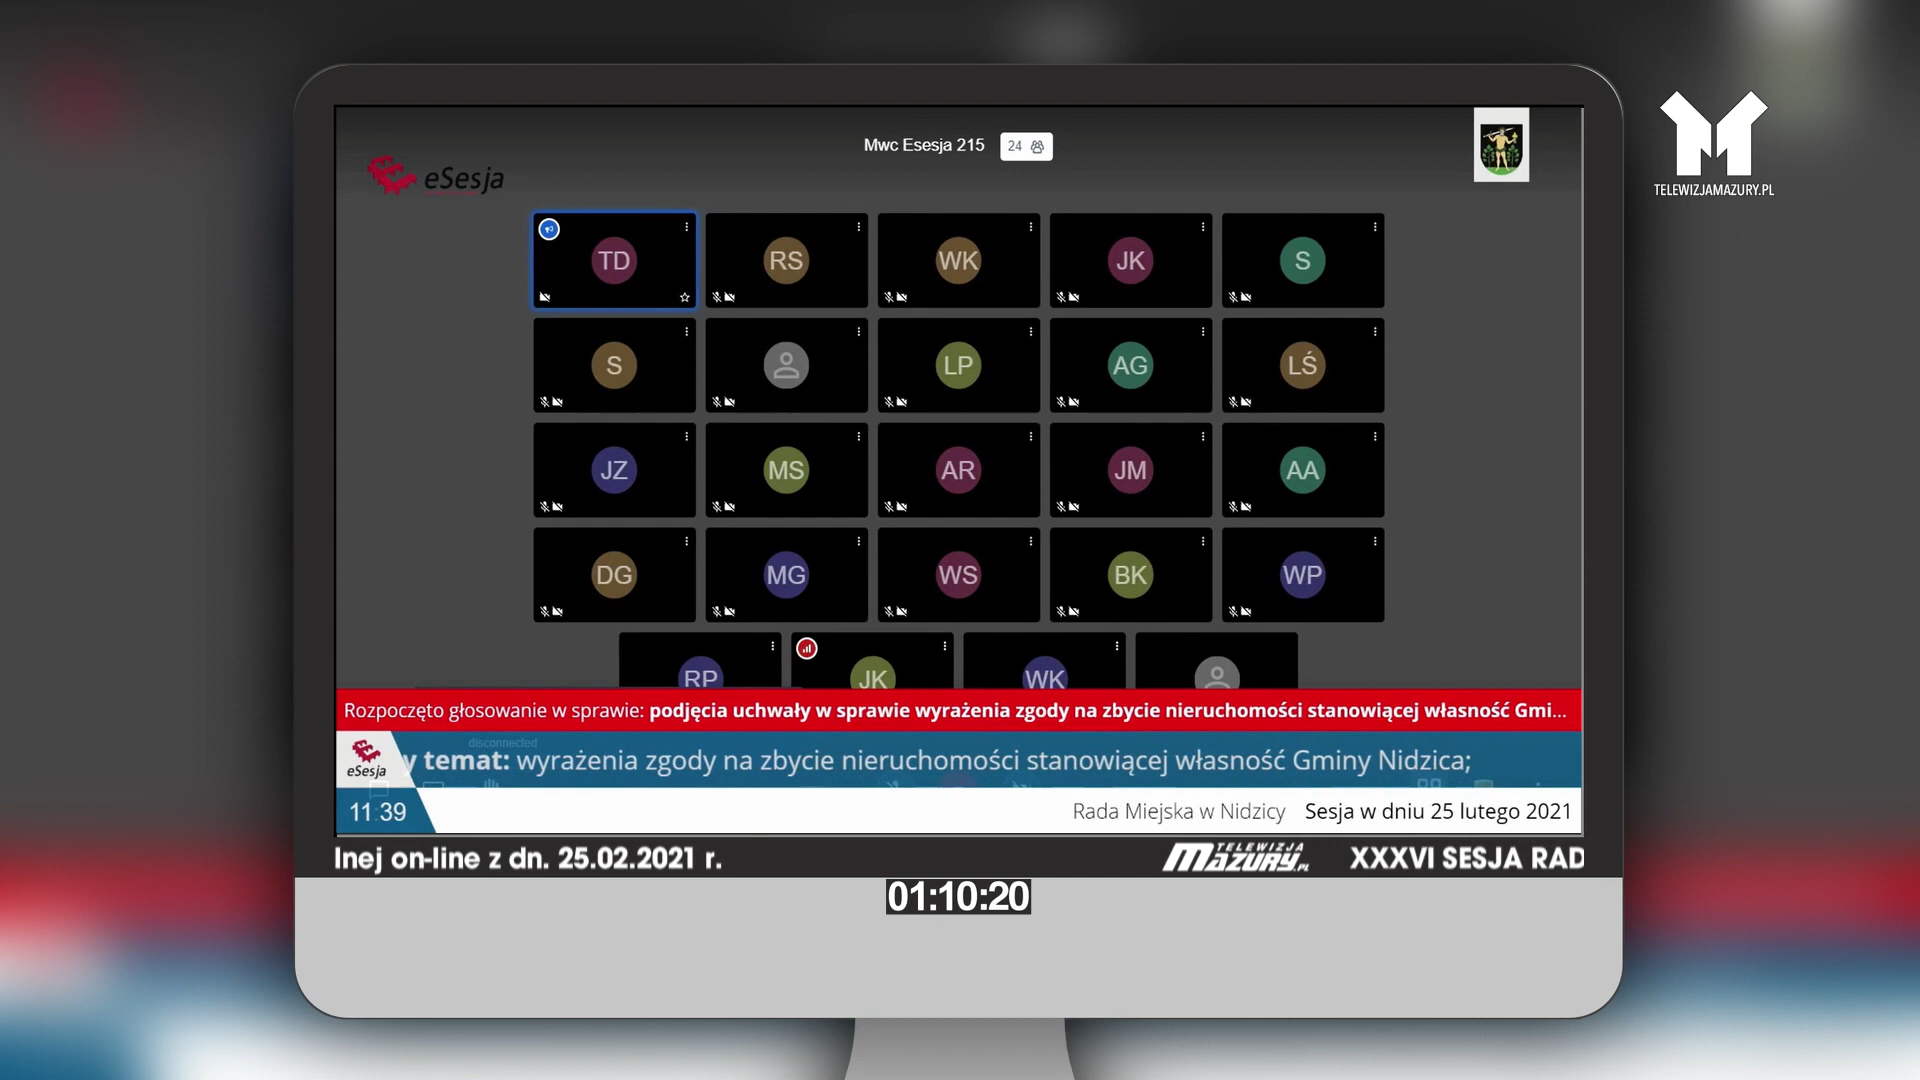 Mwc Esesja 215 24
eSesja
TELEWIZJAMAZURY.PL
TD RS WK JK S
S LP AG LŚ
JZ MS AR JM AA
DG MG WS BK WP
RP JK WK
Rozpoczęto głosowanie w sprawie: podjęcia uchwały w sprawie wyrażenia zgody na zbycie nieruchomości stanowiącej własność Gmi...
disconnected
eSesja
y temat: wyrażenia zgody na zbycie nieruchomości stanowiącej własność Gminy Nidzica;
11:39 Rada Miejska w Nidzicy Sesja w dniu 25 lutego 2021
lnej on-line z dn. 25.02.2021 r. TELEWIZJA MAZURY.PL XXXVI SESJA RAD
01:10:20